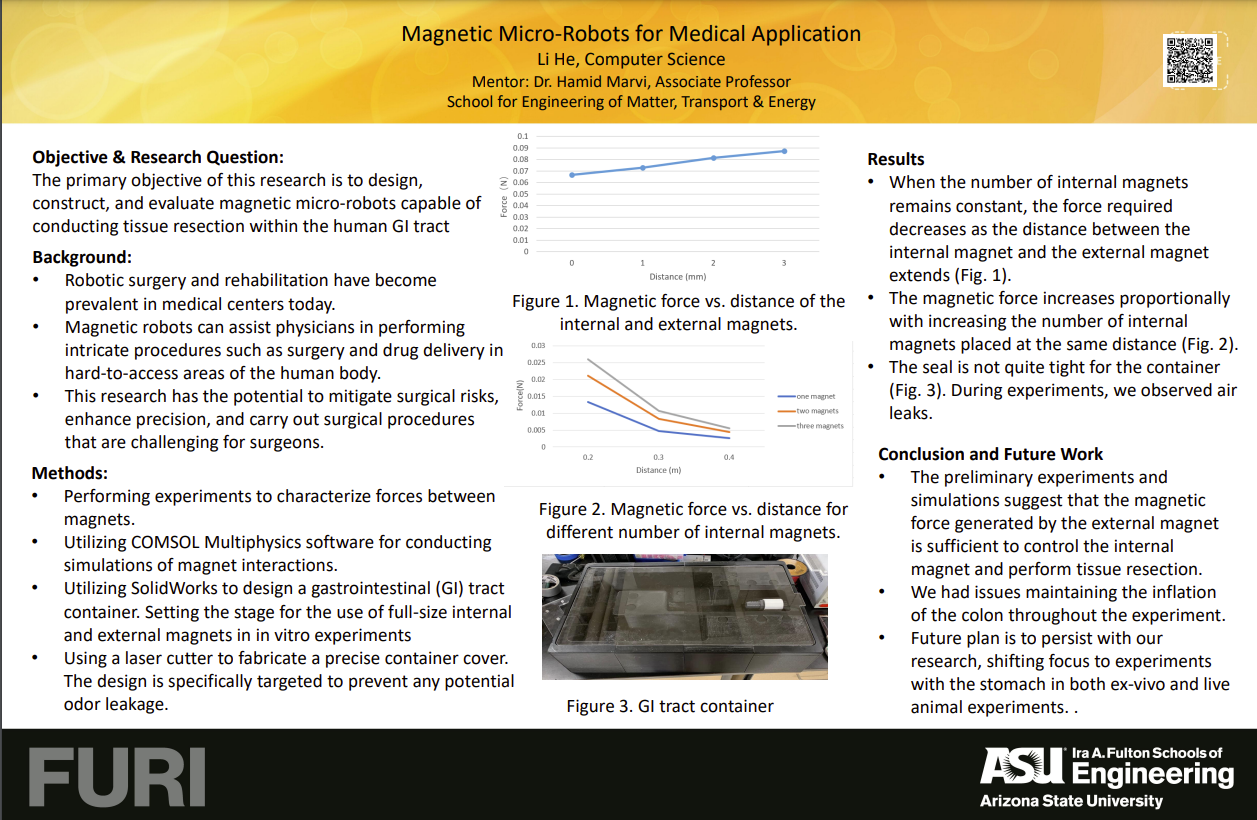 Magnetic Micro-Robots for Medical Application
Li He, Computer Science
Mentor: Dr. Hamid Marvi, Associate Professor
School for Engineering of Matter, Transport & Energy
Objective & Research Question:
The primary objective of this research is to design,
construct, and evaluate magnetic micro-robots capable of
conducting tissue resection within the human GI tract
Background:
• Robotic surgery and rehabilitation have become
prevalent in medical centers today.
• Magnetic robots can assist physicians in performing
intricate procedures such as surgery and drug delivery in
hard-to-access areas of the human body.
• This research has the potential to mitigate surgical risks,
enhance precision, and carry out surgical procedures
that are challenging for surgeons.
Methods:
• Performing experiments to characterize forces between
magnets.
• Utilizing COMSOL Multiphysics software for conducting
simulations of magnet interactions.
• Utilizing SolidWorks to design a gastrointestinal (GI) tract
container. Setting the stage for the use of full-size internal
and external magnets in in vitro experiments
• Using a laser cutter to fabricate a precise container cover.
The design is specifically targeted to prevent any potential
odor leakage.
0.1
0.09
0.08
0.07
0.06
0.05
0.04
0.03
0.02
0.01
0
Force (N)
0 1 2 3
Distance (mm)
Figure 1. Magnetic force vs. distance of the
internal and external magnets.
0.03
0.025
0.02
0.015
0.01
0.005
0
Force(N)
0.2 0.3 0.4
Distance (m)
one magnet
two magnets
three magnets
Figure 2. Magnetic force vs. distance for
different number of internal magnets.
Figure 3. GI tract container
Results
• When the number of internal magnets
remains constant, the force required
decreases as the distance between the
internal magnet and the external magnet
extends (Fig. 1).
• The magnetic force increases proportionally
with increasing the number of internal
magnets placed at the same distance (Fig. 2).
• The seal is not quite tight for the container
(Fig. 3). During experiments, we observed air
leaks.
Conclusion and Future Work
• The preliminary experiments and
simulations suggest that the magnetic
force generated by the external magnet
is sufficient to control the internal
magnet and perform tissue resection.
• We had issues maintaining the inflation
of the colon throughout the experiment.
• Future plan is to persist with our
research, shifting focus to experiments
with the stomach in both ex-vivo and live
animal experiments. .
FURI
ASU Ira A. Fulton Schools of
Engineering
Arizona State University